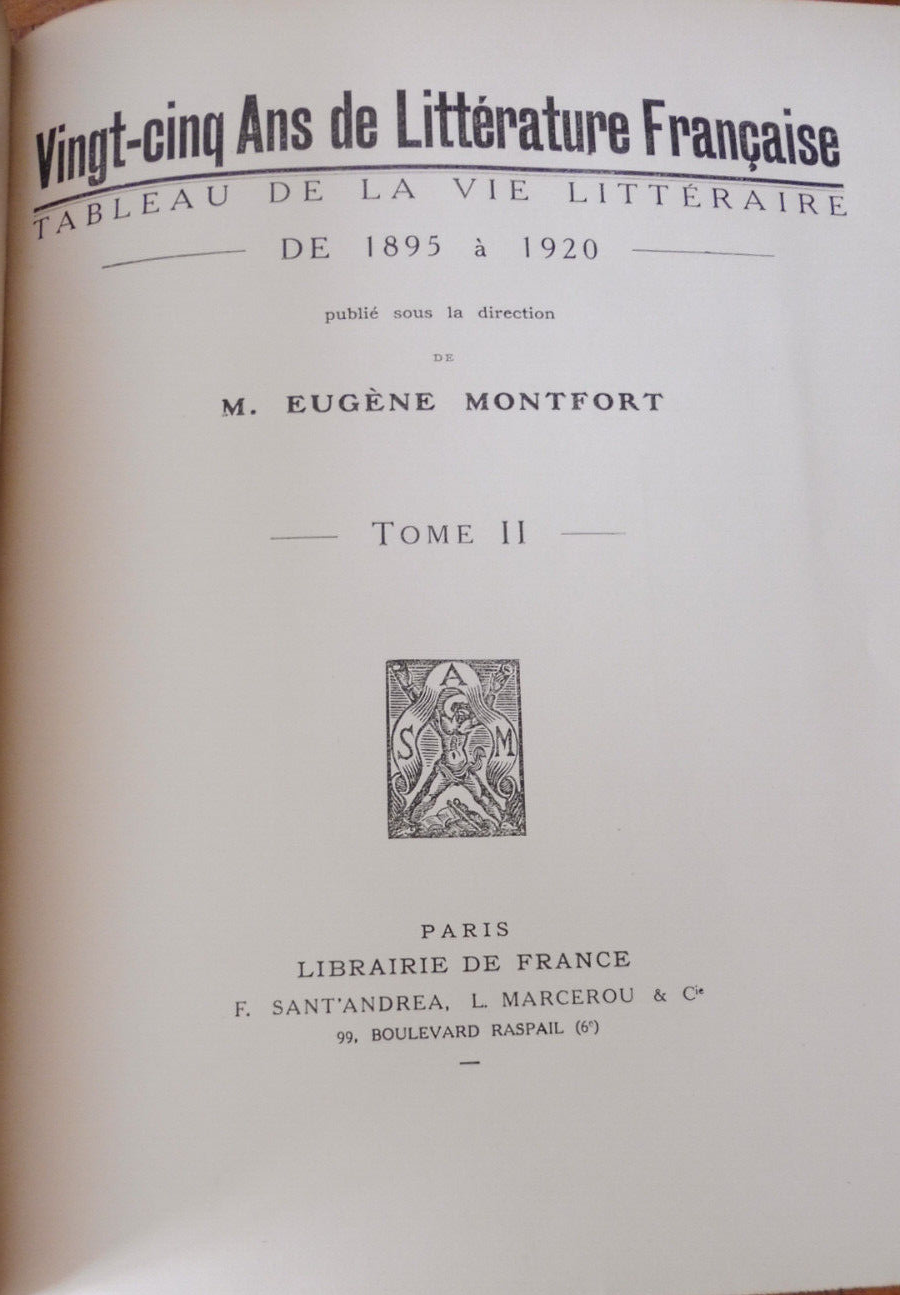 Vingt-cinq Ans de Littérature Française
TABLEAU DE LA VIE LITTÉRAIRE
DE 1895 à 1920
publié sous la direction
DE
M. EUGÈNE MONTFORT
TOME II
A
S M
PARIS
LIBRAIRIE DE FRANCE
F. SANT'ANDREA, L. MARCEROU & Cie
99, BOULEVARD RASPAIL (6e)